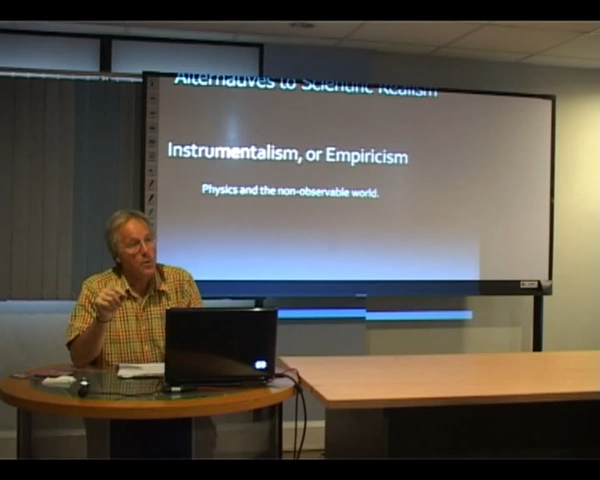 Alternatives to Scientific Realism
Instrumentalism, or Empiricism
Physics and the non-observable world.